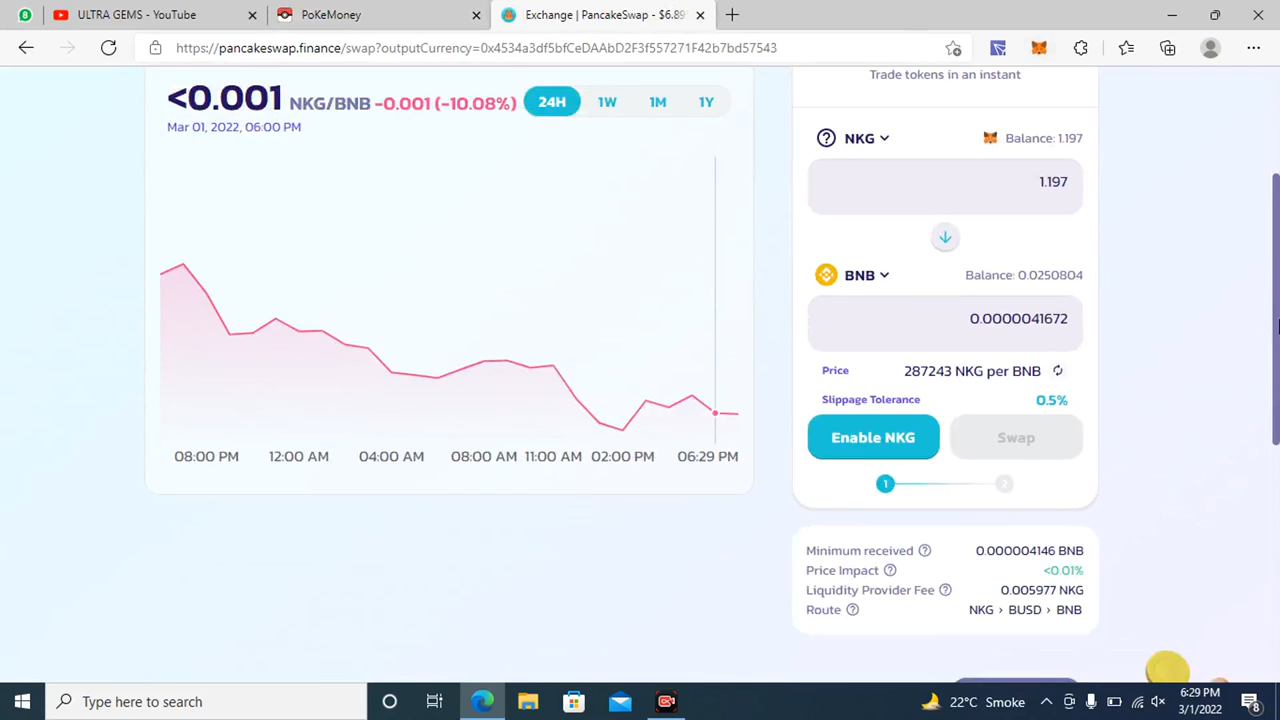 8
ULTRA GEMS - YouTube
PoKeMoney
Exchange | PancakeSwap - $6.89
https://pancakeswap.finance/swap?outputCurrency=0x4534a3df5bfCeDAAbD2F3f557271F42b7bd57543
<0.001 NKG/BNB -0.001 (-10.08%)
24H 1W 1M 1Y
Mar 01, 2022, 06:00 PM
08:00 PM 12:00 AM 04:00 AM 08:00 AM 11:00 AM 02:00 PM 06:29 PM
Trade tokens in an instant
NKG
Balance: 1.197
1.197
BNB
Balance: 0.0250804
0.0000041672
Price 287243 NKG per BNB
Slippage Tolerance 0.5%
Enable NKG Swap
1 2
Minimum received ? 0.000004146 BNB
Price Impact ? <0.01%
Liquidity Provider Fee ? 0.005977 NKG
Route ? NKG > BUSD > BNB
Type here to search
22°C Smoke
6:29 PM
3/1/2022
8